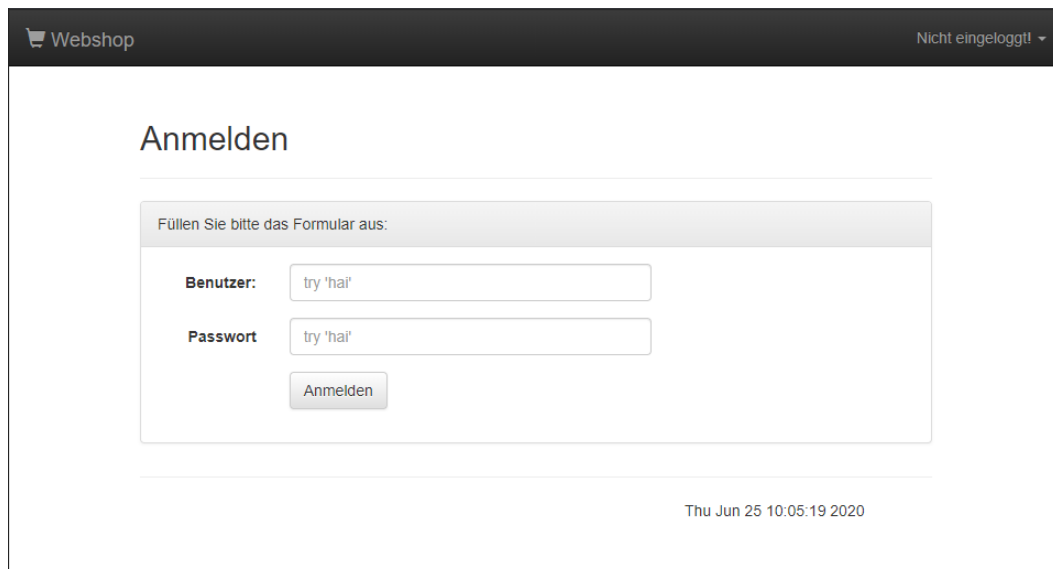 Webshop
Nicht eingeloggt!
Anmelden
Füllen Sie bitte das Formular aus:
Benutzer: try 'hai'
Passwort try 'hai'
Anmelden
Thu Jun 25 10:05:19 2020